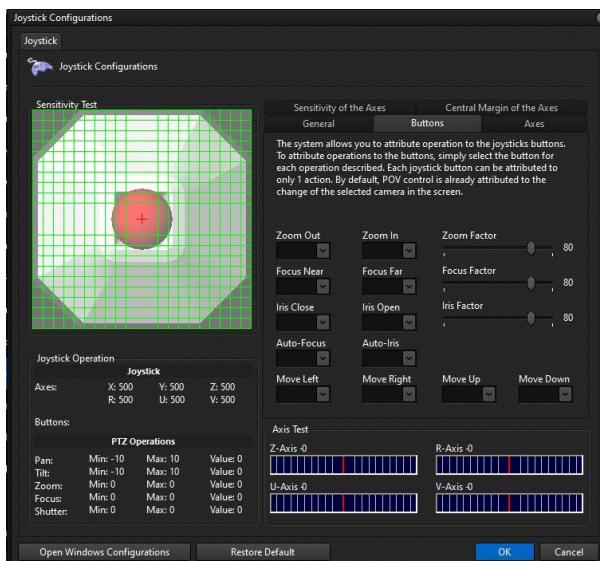 Joystick Configurations
Joystick
Joystick Configurations
Sensitivity Test
Sensitivity of the Axes Central Margin of the Axes
General Buttons Axes
The system allows you to attribute operation to the joysticks buttons.
To attribute operations to the buttons, simply select the button for
each operation described. Each joystick button can be attributed to
only 1 action. By default, POV control is already attributed to the
change of the selected camera in the screen.
Zoom Out Zoom In Zoom Factor
80
Focus Near Focus Far Focus Factor
80
Iris Close Iris Open Iris Factor
80
Auto-Focus Auto-Iris
Move Left Move Right Move Up Move Down
Joystick Operation
Joystick
Axes: X: 500 Y: 500 Z: 500
R: 500 U: 500 V: 500
Buttons:
PTZ Operations
Pan: Min: -10 Max: 10 Value: 0
Tilt: Min: -10 Max: 10 Value: 0
Zoom: Min: 0 Max: 0 Value: 0
Focus: Min: 0 Max: 0 Value: 0
Shutter: Min: 0 Max: 0 Value: 0
Axis Test
Z-Axis -0 R-Axis -0
U-Axis -0 V-Axis -0
Open Windows Configurations Restore Default OK Cancel